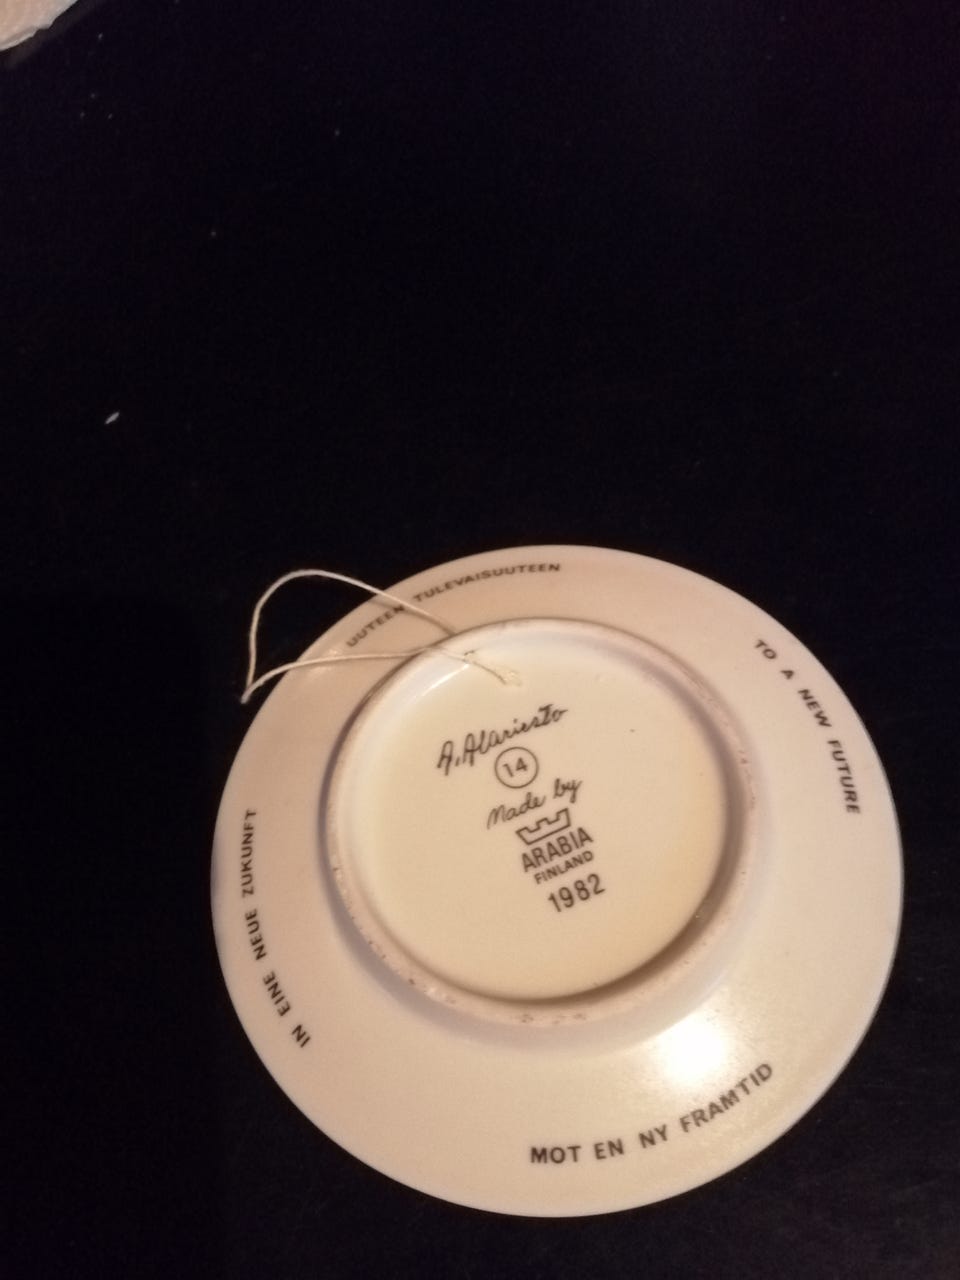 UUTEEN TULEVAISUUTEEN
TO A NEW FUTURE
A. Alariesto
14
Made by
ARABIA
FINLAND
1982
IN EINE NEUE ZUKUNFT
MOT EN NY FRAMTID